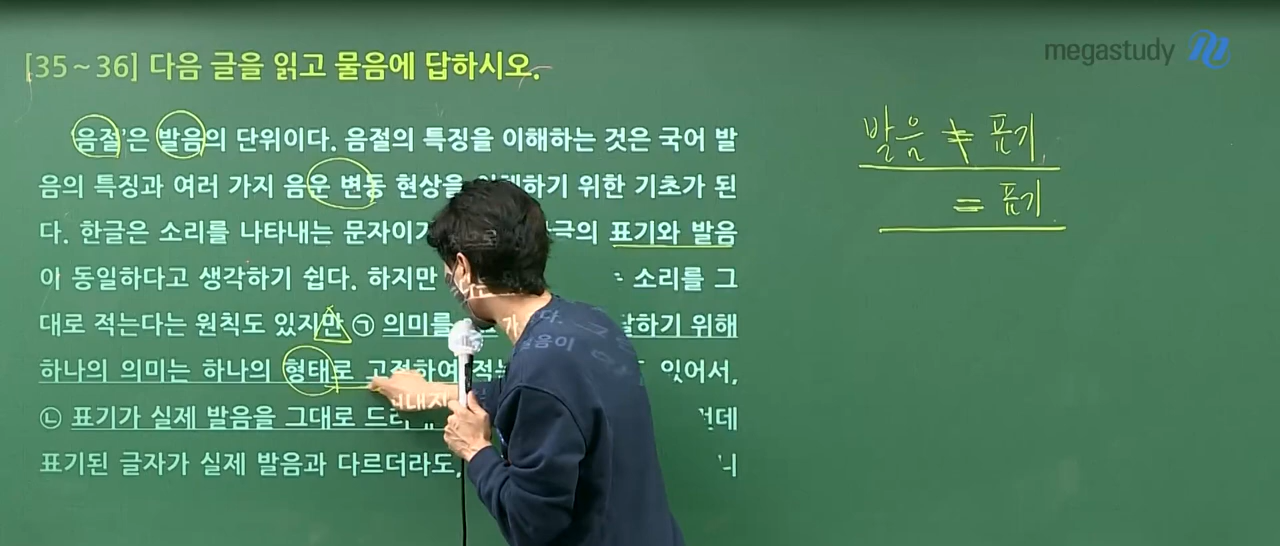 [35～36] 다음 글을 읽고 물음에 답하시오.
megastudy
'음절'은 발음의 단위이다. 음절의 특징을 이해하는 것은 국어 발
음의 특징과 여러 가지 음운 변동 현상을 이해하기 위한 기초가 된
다. 한글은 소리를 나타내는 문자이기 표기와 발음
이 동일하다고 생각하기 쉽다. 하지만 소리를 그
대로 적는다는 원칙도 있지만 ㉠ 의미를 하기 위해
하나의 의미는 하나의 형태로 고정하여 있어서,
㉡ 표기가 실제 발음을 그대로
표기된 글자가 실제 발음과 다르더라도,
발음 ≠ 표기
= 표기